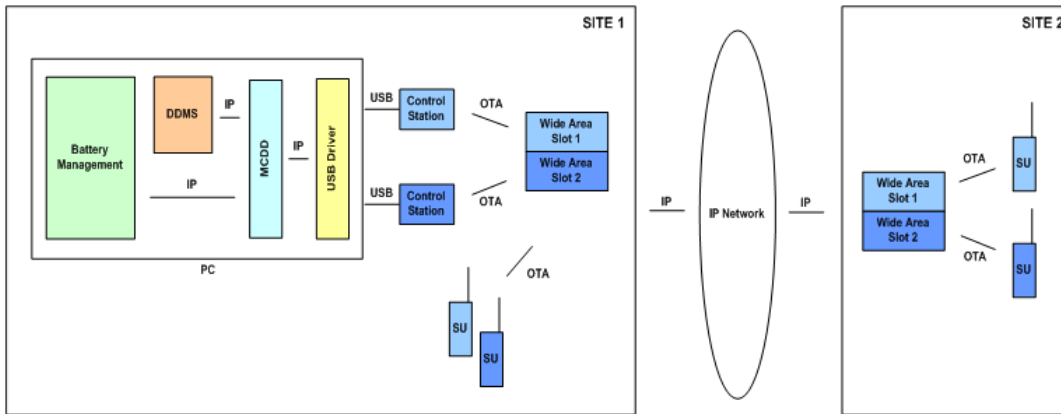 SITE 1
SITE 2
Battery
Management
DDMS
IP
IP
MCDD
IP
USB Driver
PC
USB
Control
Station
OTA
USB
Control
Station
OTA
Wide Area
Slot 1
Wide Area
Slot 2
OTA
SU
SU
IP
IP Network
IP
Wide Area
Slot 1
Wide Area
Slot 2
OTA
SU
OTA
SU